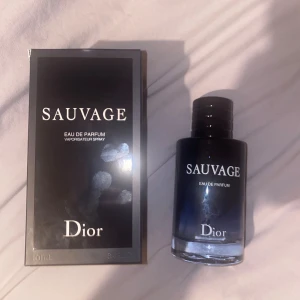 SAUVAGE
EAU DE PARFUM
VAPORISATEUR SPRAY
Dior
SAUVAGE
EAU DE PARFUM
Dior